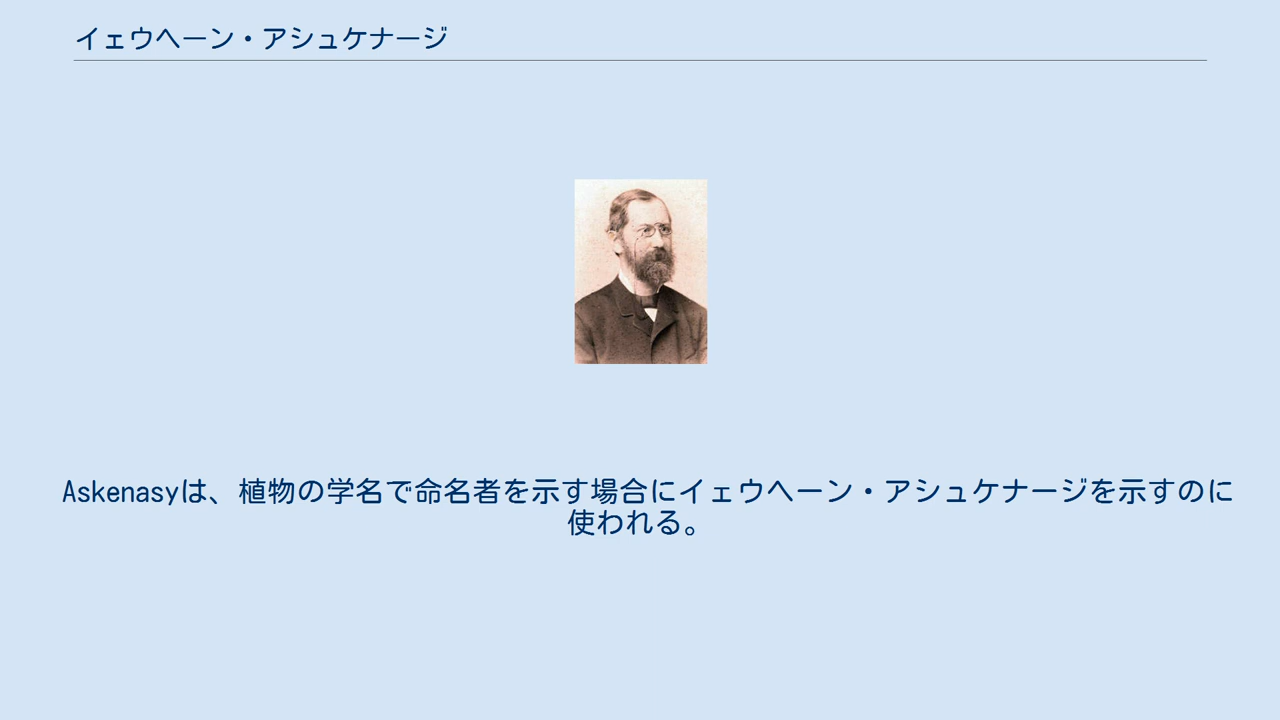 イェウヘーン・アシュケナージ
Askenasyは、植物の学名で命名者を示す場合にイェウヘーン・アシュケナージを示すのに
使われる。